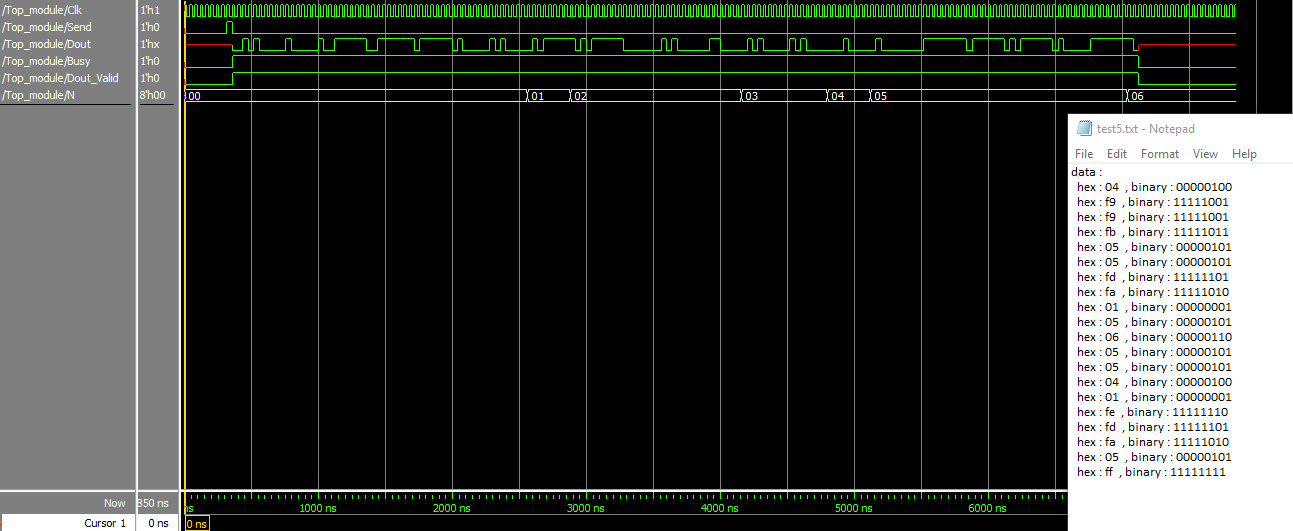 /Top_module/Clk 1'h1
/Top_module/Send 1'h0
/Top_module/Dout 1'hx
/Top_module/Busy 1'h0
/Top_module/Dout_Valid 1'h0
/Top_module/N 8'h00 00 01 02 03 04 05 06
test5.txt - Notepad
File Edit Format View Help
data :
hex : 04 , binary : 00000100
hex : f9 , binary : 11111001
hex : f9 , binary : 11111001
hex : fb , binary : 11111011
hex : 05 , binary : 00000101
hex : 05 , binary : 00000101
hex : fd , binary : 11111101
hex : fa , binary : 11111010
hex : 01 , binary : 00000001
hex : 05 , binary : 00000101
hex : 06 , binary : 00000110
hex : 05 , binary : 00000101
hex : 05 , binary : 00000101
hex : 04 , binary : 00000100
hex : 01 , binary : 00000001
hex : fe , binary : 11111110
hex : fd , binary : 11111101
hex : fa , binary : 11111010
hex : 05 , binary : 00000101
hex : ff , binary : 11111111
Now 850 ns ns 1000 ns 2000 ns 3000 ns 4000 ns 5000 ns 6000 ns
Cursor 1 0 ns 0 ns